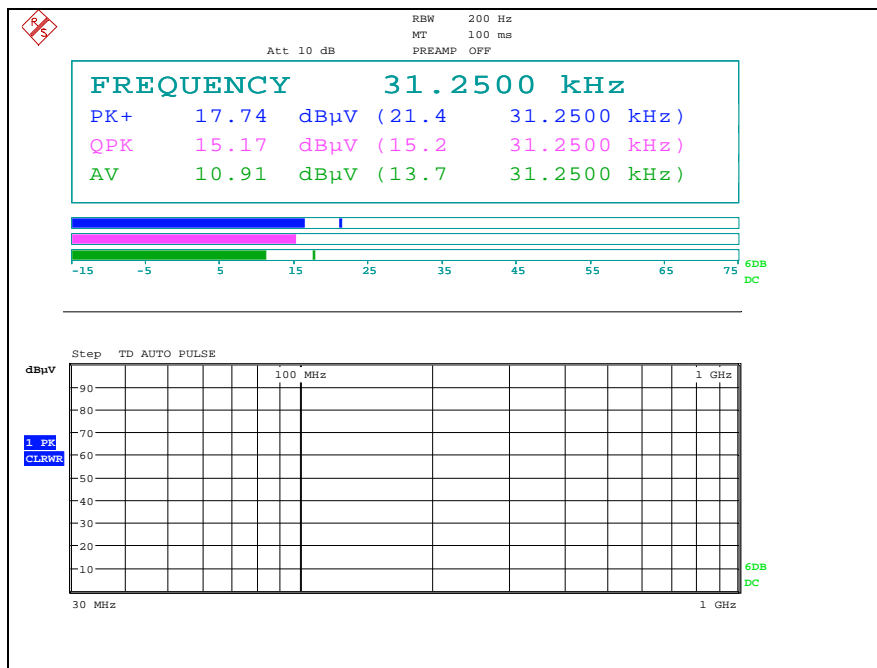 R
S
RBW 200 Hz
MT 100 ms
Att 10 dB PREAMP OFF
FREQUENCY 31.2500 kHz
PK+ 17.74 dBµV (21.4 31.2500 kHz)
QPK 15.17 dBµV (15.2 31.2500 kHz)
AV 10.91 dBµV (13.7 31.2500 kHz)
-15 -5 5 15 25 35 45 55 65 75
6DB
DC
Step TD AUTO PULSE
dBµV
100 MHz 1 GHz
90
80
70
1 PK
CLRWR
60
50
40
30
20
10
6DB
DC
30 MHz 1 GHz